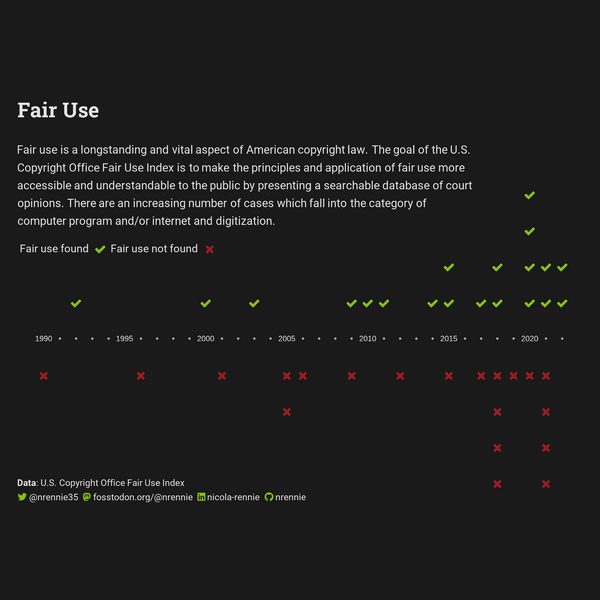 Fair Use
Fair use is a longstanding and vital aspect of American copyright law. The goal of the U.S.
Copyright Office Fair Use Index is to make the principles and application of fair use more
accessible and understandable to the public by presenting a searchable database of court
opinions. There are an increasing number of cases which fall into the category of
computer program and/or internet and digitization.
Fair use found Fair use not found
1990 1995 2000 2005 2010 2015 2020
Data: U.S. Copyright Office Fair Use Index
@nrennie35 fosstodon.org/@nrennie nicola-rennie nrennie